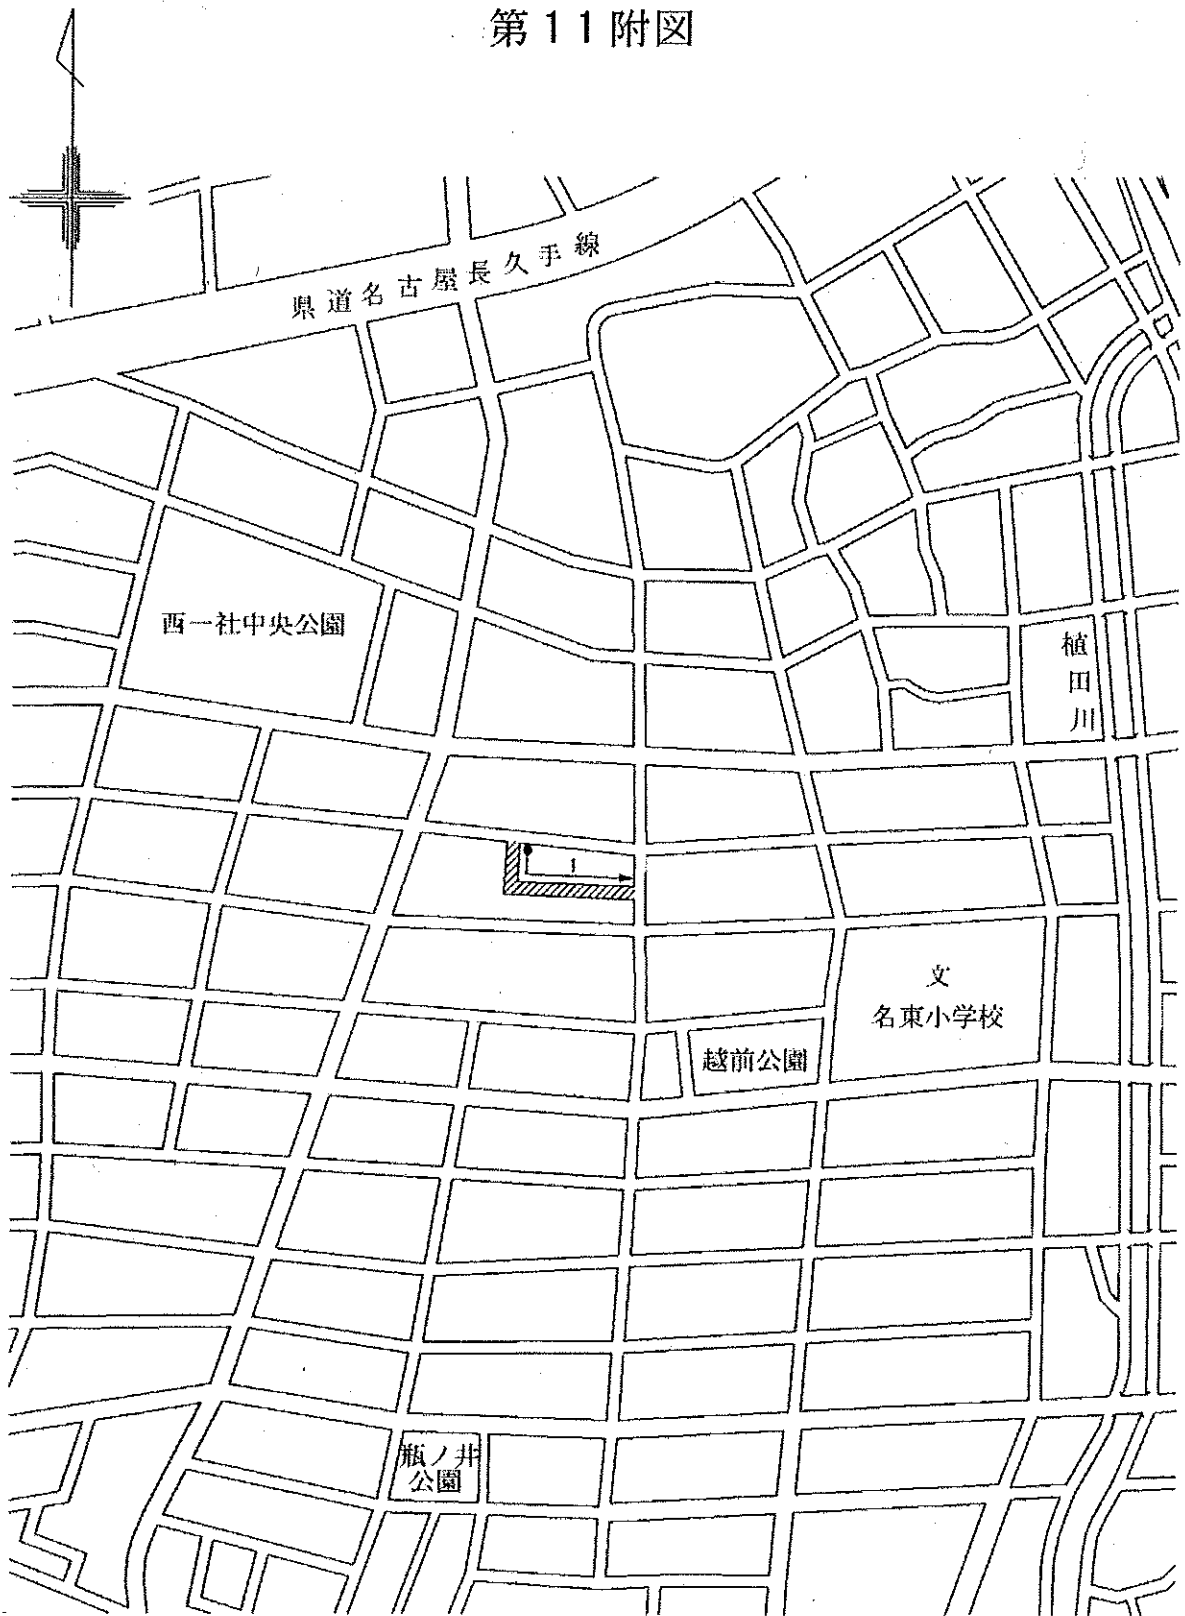 第11附図
県道名古屋長久手線
西一社中央公園
植田川
1
文
名東小学校
越前公園
瓶ノ井
公園